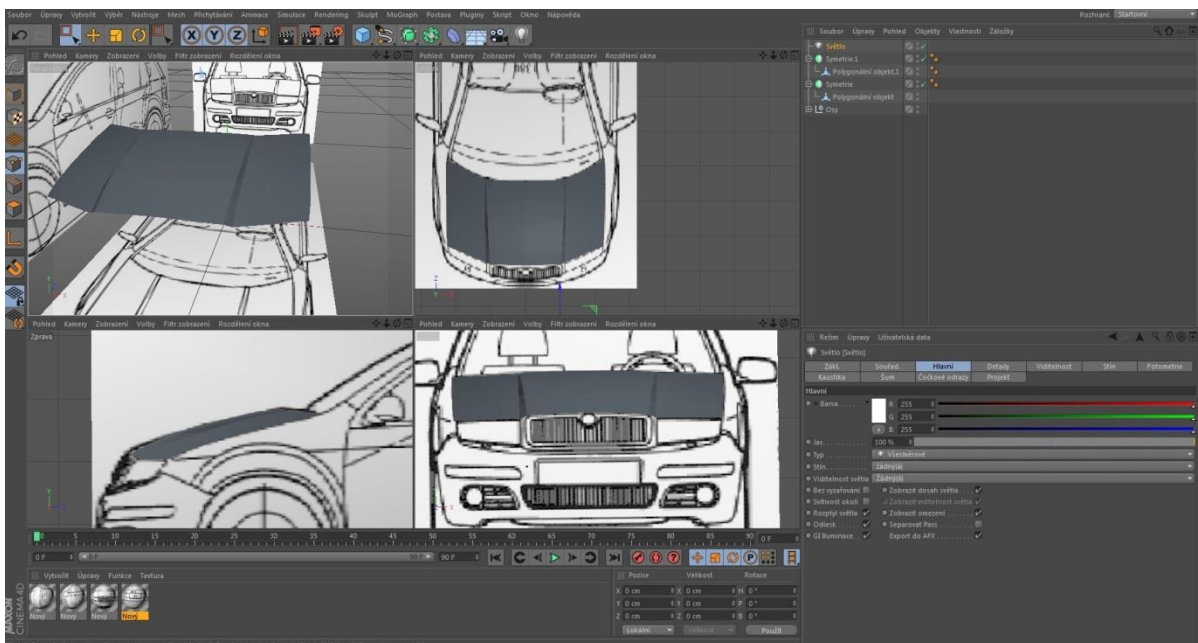 Soubor Úpravy Vytvořit Výběr Nástroje Mesh Přichytávání Animace Simulace Rendering Skulpt MoGraph Postava Pluginy Skript Okno Nápověda
Rozhraní: Startovní
Pohled Kamery Zobrazení Volby Filtr zobrazení Rozdělení okna
Pohled Kamery Zobrazení Volby Filtr zobrazení Rozdělení okna
Soubor Úpravy Pohled Objekty Vlastnosti Záložky
Světlo
Symetrie.1
Polygonální objekt.1
Symetrie
Polygonální objekt
Osy
Pohled Kamery Zobrazení Volby Filtr zobrazení Rozdělení okna
Pohled Kamery Zobrazení Volby Filtr zobrazení Rozdělení okna
Zprava
Režim Úpravy Uživatelská data
Světlo [Světlo]
Zákl. Souřad. Hlavní Detaily Viditelnost Stín Fotometrie
Kaustika Šum Čočkové odrazy Projekt
Hlavní
Barva R 255
G 255
B 255
Jas 100 %
Typ Všesměrové
Stín Žádný(á)
Viditelnost světla Žádný(á)
Bez vyzařování Zobrazit dosah světla
Svítivost okolí Zobrazit viditelnost světla
Rozptyl světla Zobrazit omezení
Odlesk Separovat Pass
GI Iluminace Export do AFX
0 5 10 15 20 25 30 35 40 45 50 55 60 65 70 75 80 85 90 0 F
0 F 0 F 90 F 90 F
Vytvořit Úpravy Funkce Textura
Nový Nový Nový Nový
Pozice Velikost Rotace
X 0 cm X 0 cm H 0 °
Y 0 cm Y 0 cm P 0 °
Z 0 cm Z 0 cm B 0 °
Lokální Velikost Použít
MAXON
CINEMA 4D